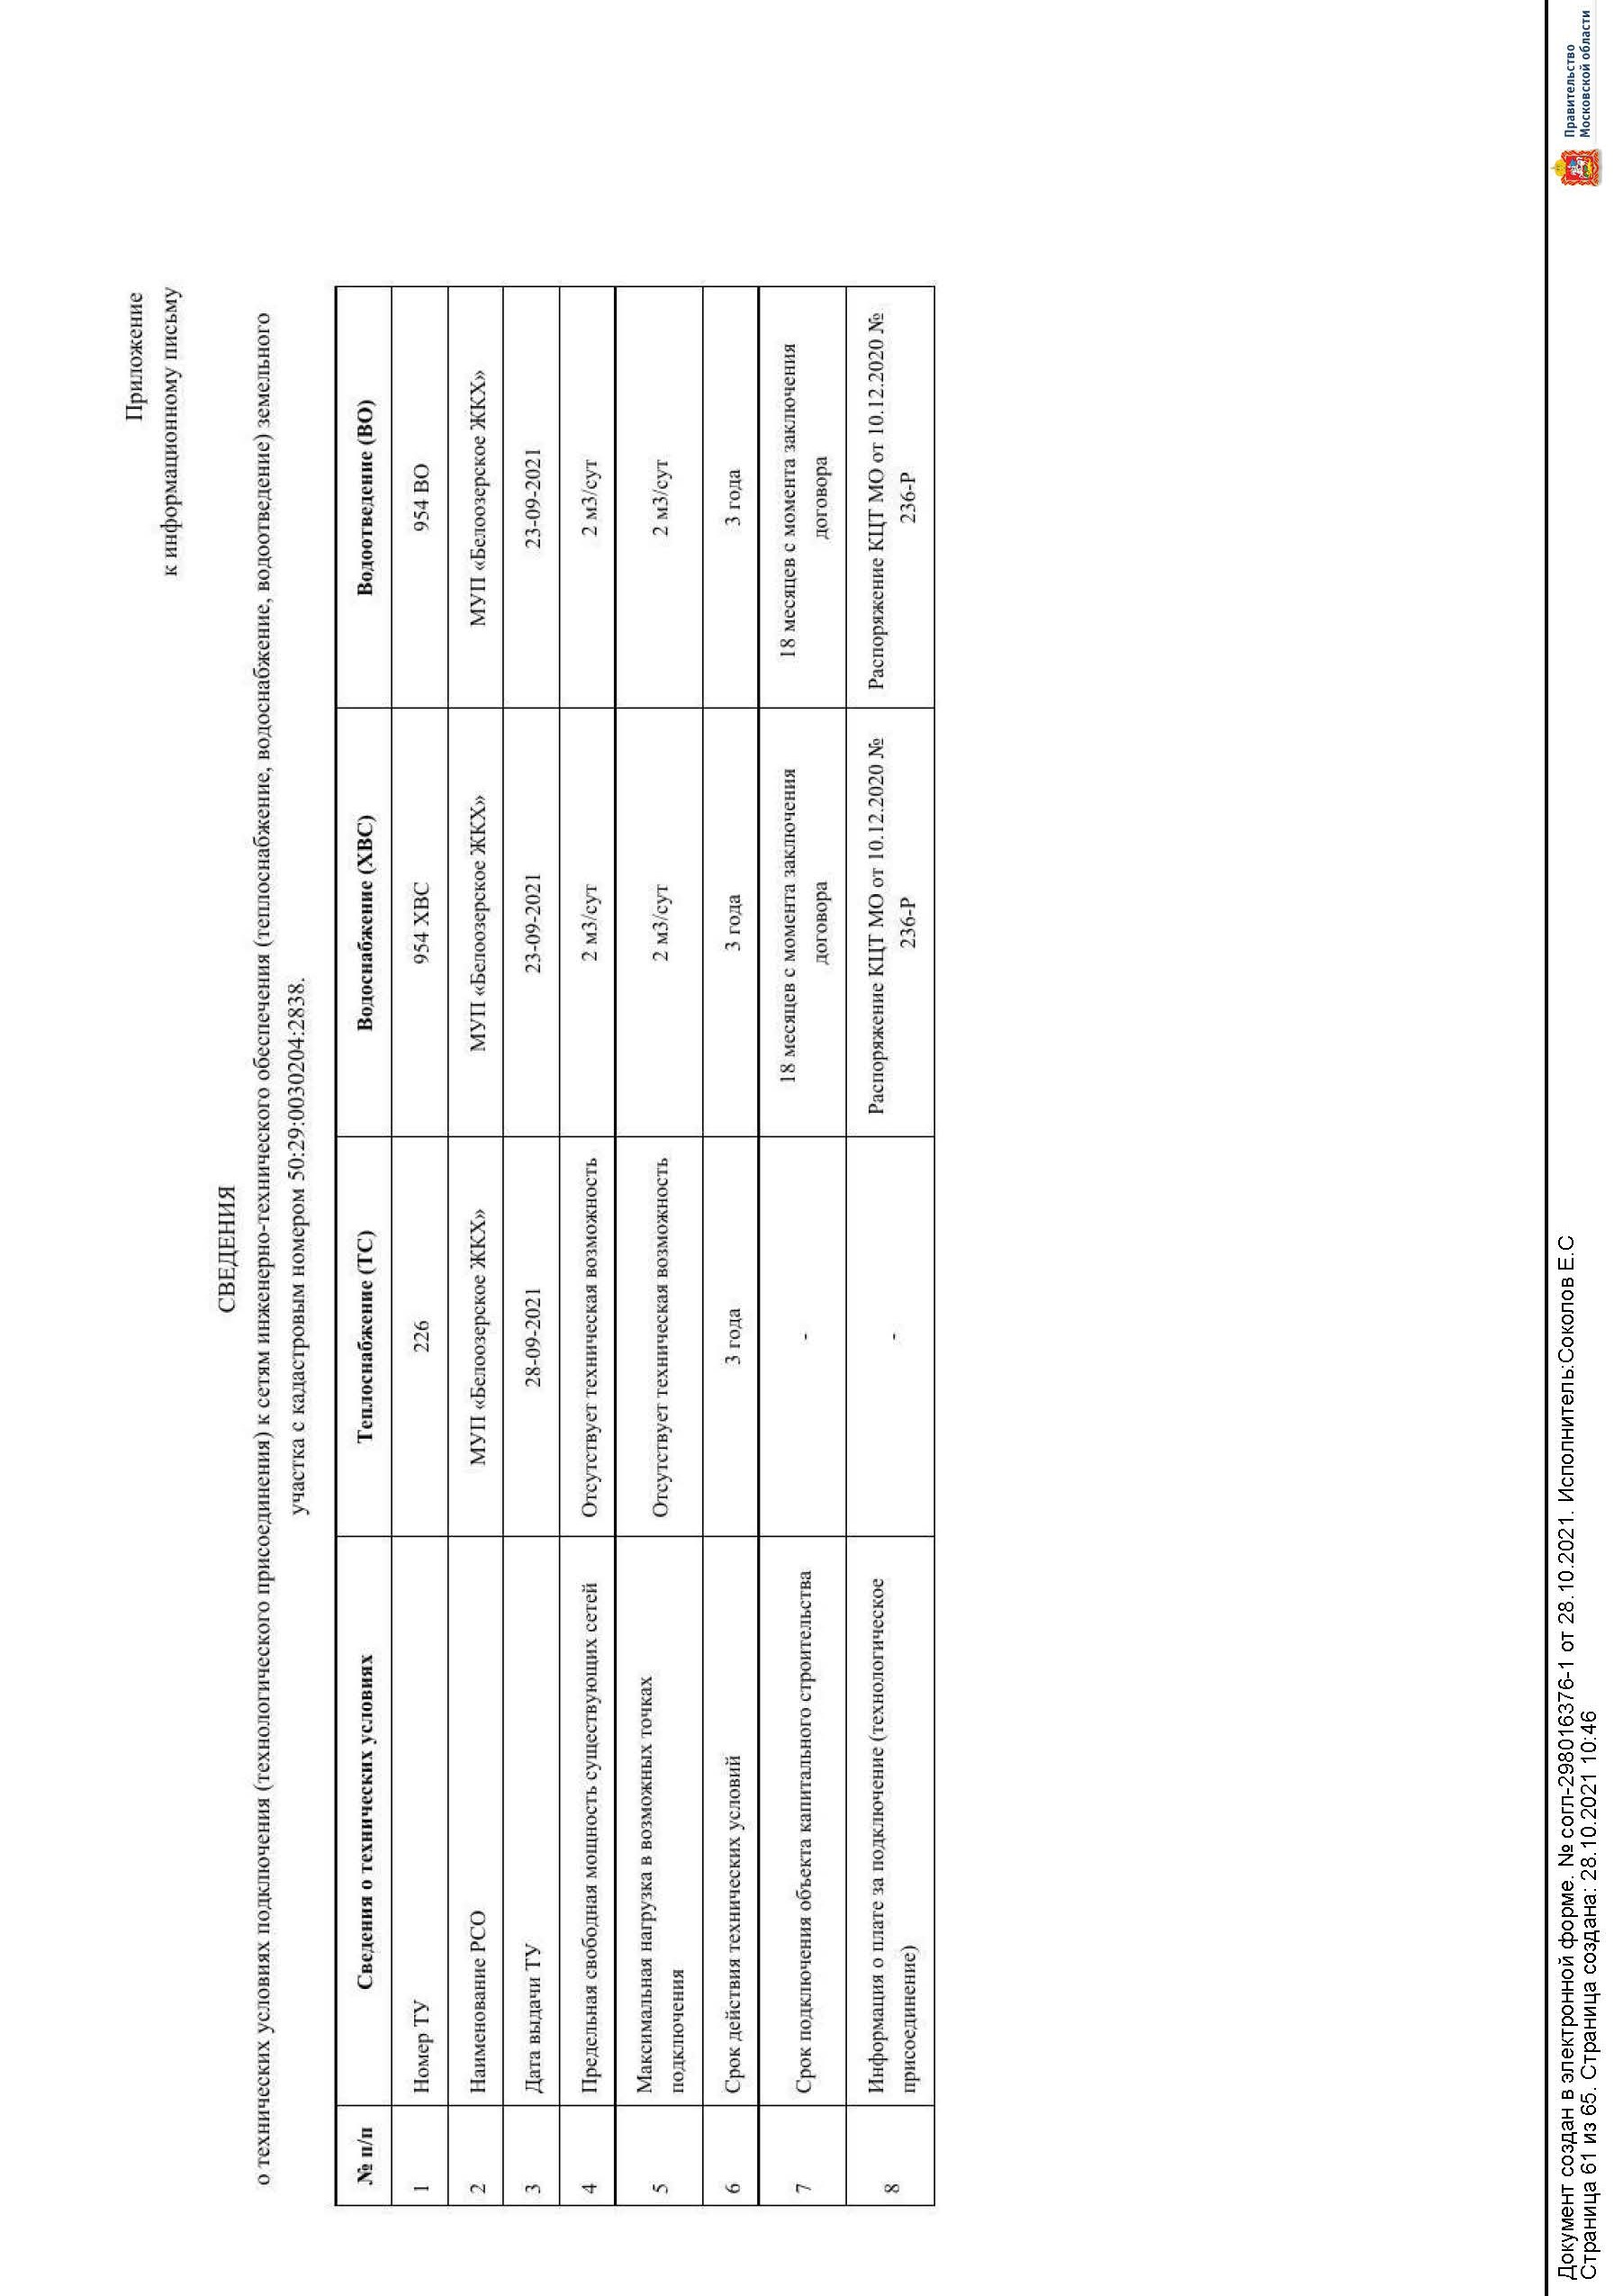 Приложение
к информационному письму
СВЕДЕНИЯ
о технических условиях подключения (технологического присоединения) к сетям инженерно-технического обеспечения (теплоснабжение, водоснабжение, водоотведение) земельного
участка с кадастровым номером 50:29:0030204:2838.
№ п/п Сведения о технических условиях Теплоснабжение (ТС) Водоснабжение (ХВС) Водоотведение (ВО)
1 Номер ТУ 226 954 ХВС 954 ВО
2 Наименование РСО МУП «Белоозерское ЖКХ» МУП «Белоозерское ЖКХ» МУП «Белоозерское ЖКХ»
3 Дата выдачи ТУ 28-09-2021 23-09-2021 23-09-2021
4 Предельная свободная мощность существующих сетей Отсутствует техническая возможность 2 м3/сут 2 м3/сут
5 Максимальная нагрузка в возможных точках
подключения Отсутствует техническая возможность 2 м3/сут 2 м3/сут
6 Срок действия технических условий 3 года 3 года 3 года
7 Срок подключения объекта капитального строительства - 18 месяцев с момента заключения
договора 18 месяцев с момента заключения
договора
8 Информация о плате за подключение (технологическое
присоединение) - Распоряжение КЦТ МО от 10.12.2020 №
236-Р Распоряжение КЦТ МО от 10.12.2020 №
236-Р
Документ создан в электронной форме. № согл-298016376-1 от 28.10.2021. Исполнитель:Соколов Е.С
Страница 61 из 65. Страница создана: 28.10.2021 10:46
Правительство
Московской области